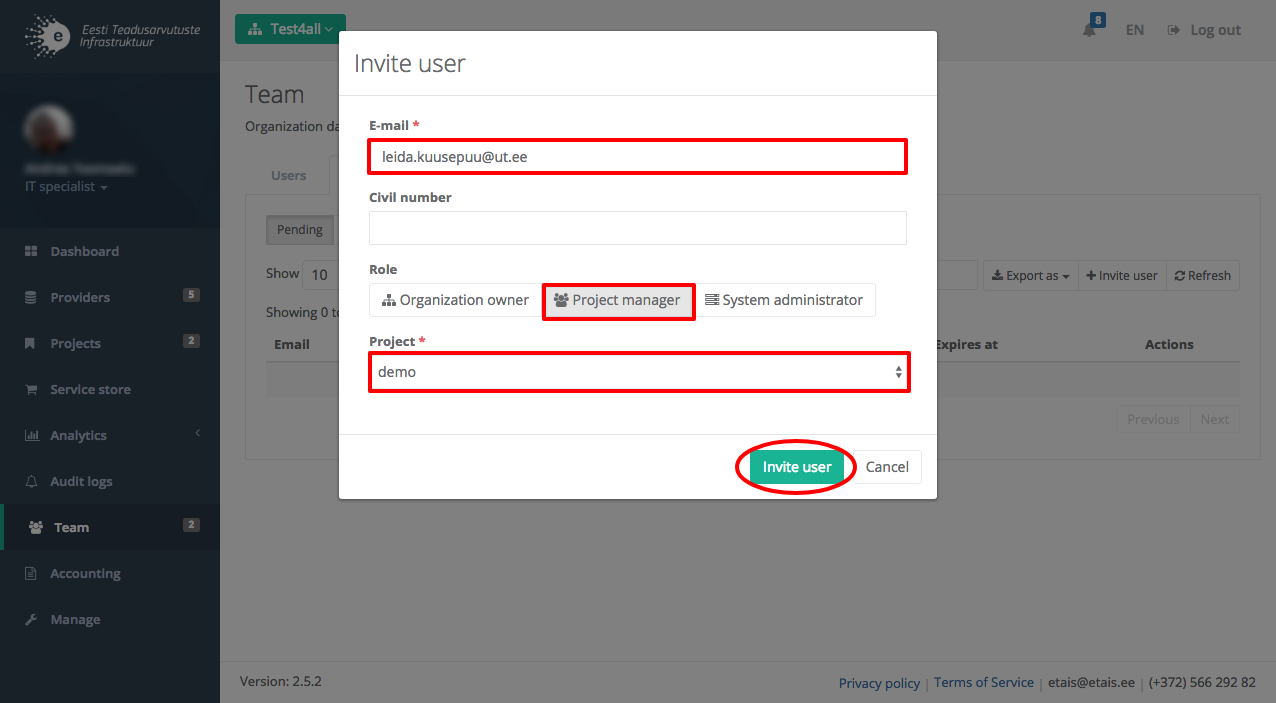 Eesti Teadusarvutuste
Infrastruktuur
IT specialist
Dashboard
Providers 5
Projects 2
Service store
Analytics
Audit logs
Team 2
Accounting
Manage
Test4all
8
EN
Log out
Team
Organization da
Users
Pending
Show 10
Export as
Invite user
Refresh
Showing 0 to
Email
Expires at
Actions
Previous
Next
Invite user
E-mail *
leida.kuusepuu@ut.ee
Civil number
Role
Organization owner
Project manager
System administrator
Project *
demo
Invite user
Cancel
Version: 2.5.2
Privacy policy | Terms of Service | etais@etais.ee | (+372) 566 292 82